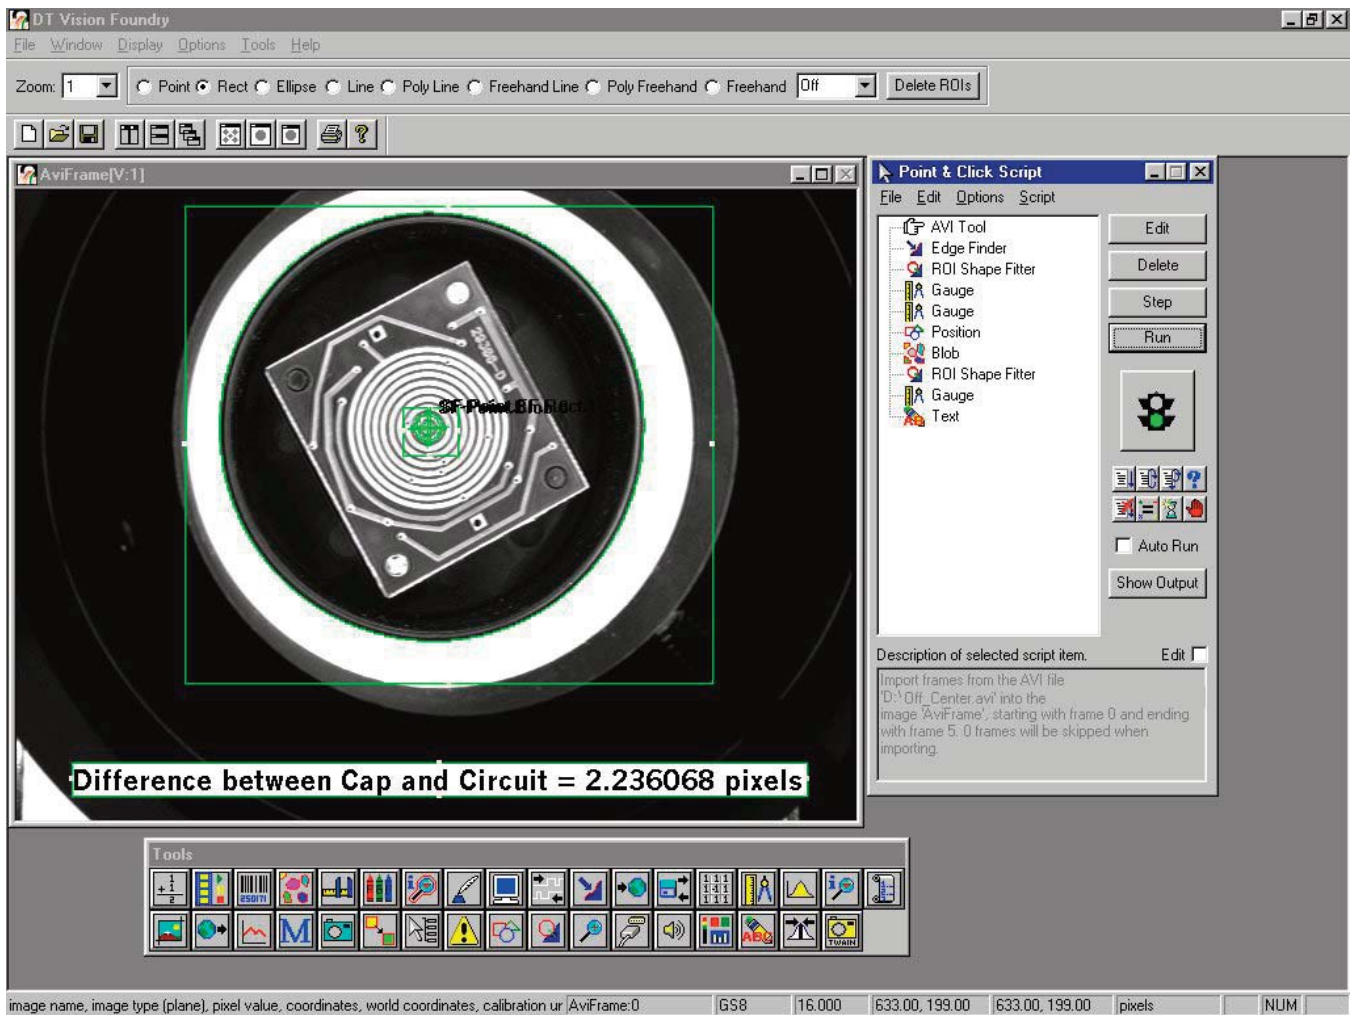 DT Vision Foundry
File Window Display Options Tools Help
Zoom: 1 Point Rect Ellipse Line Poly Line Freehand Line Poly Freehand Freehand Off Delete ROIs
AviFrame[V:1]
29386-D
Difference between Cap and Circuit = 2.236068 pixels
Point & Click Script
File Edit Options Script
AVI Tool
Edge Finder
ROI Shape Fitter
Gauge
Gauge
Position
Blob
ROI Shape Fitter
Gauge
Text
Edit
Delete
Step
Run
Auto Run
Show Output
Description of selected script item. Edit
Import frames from the AVI file
'D:\Off_Center.avi' into the
image 'AviFrame', starting with frame 0 and ending
with frame 5. 0 frames will be skipped when
importing.
Tools
250171
ABC
TWAIN
image name, image type (plane), pixel value, coordinates, world coordinates, calibration ur AviFrame:0 GS8 16.000 633.00, 199.00 633.00, 199.00 pixels NUM